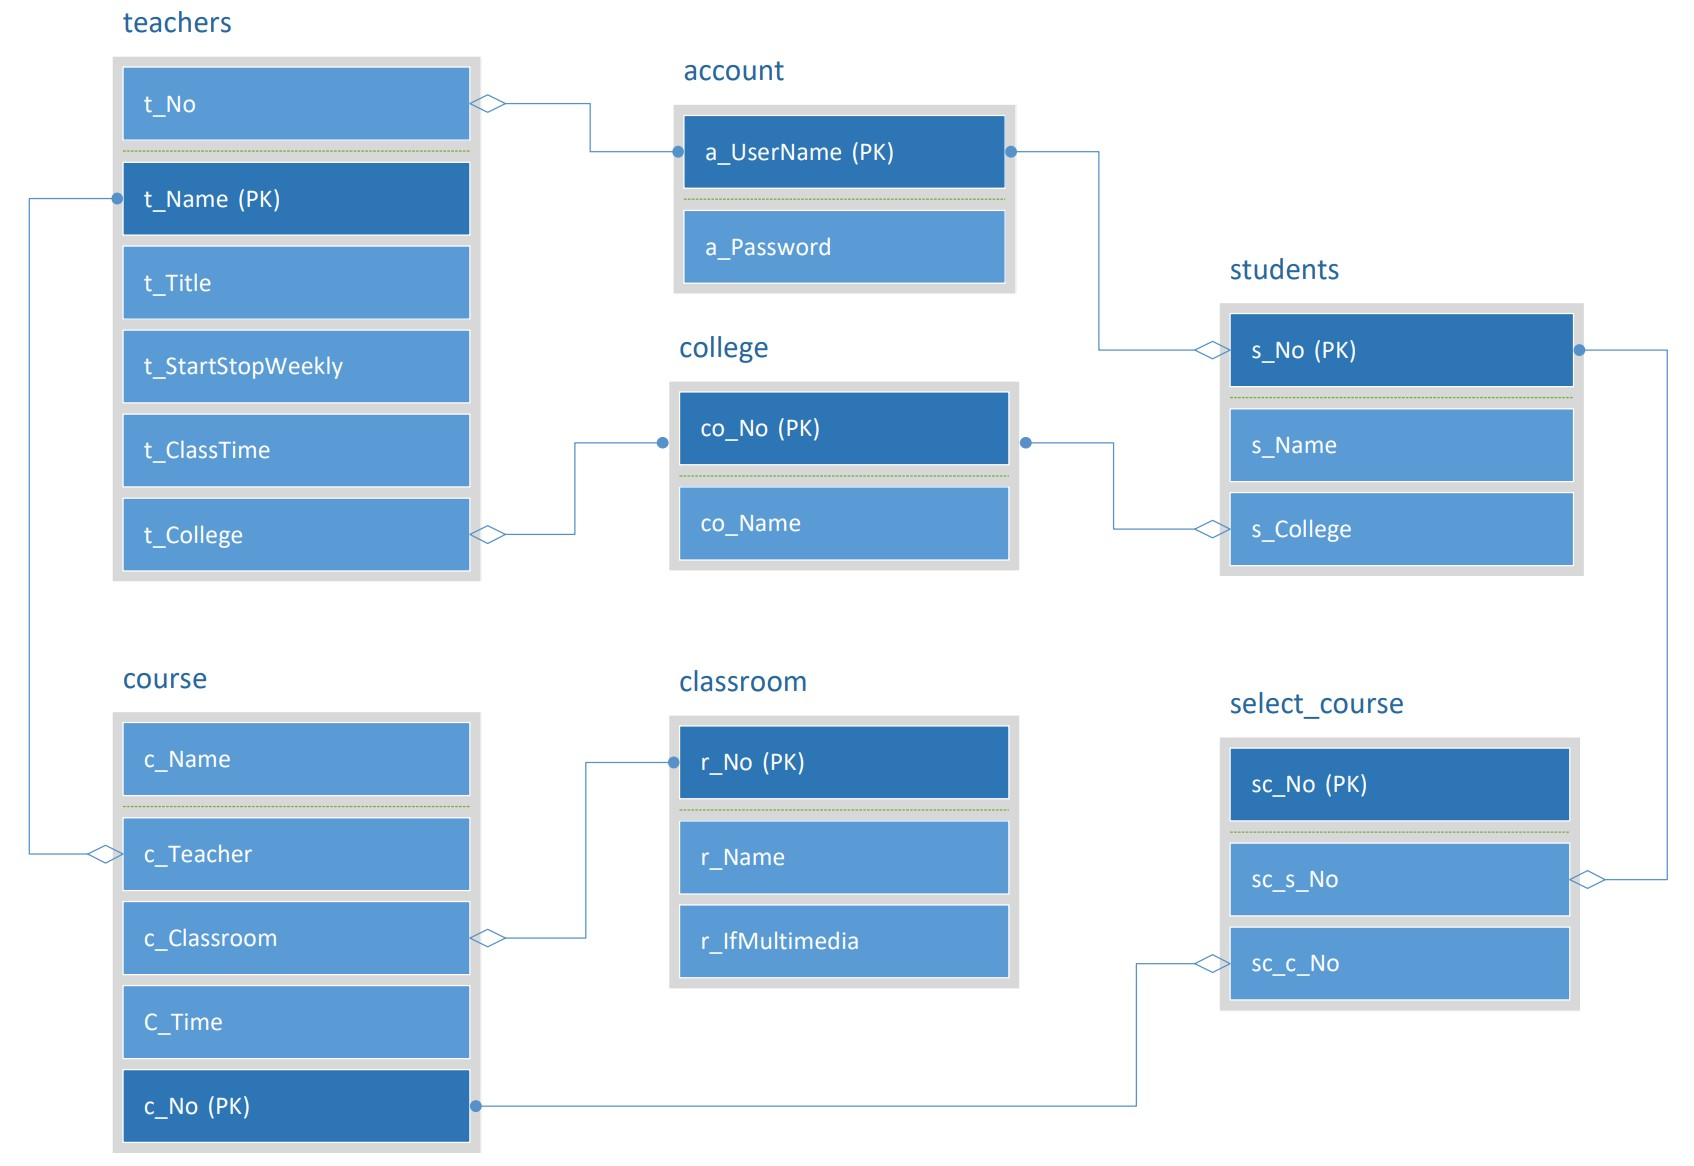 teachers
t_No
t_Name (PK)
t_Title
t_StartStopWeekly
t_ClassTime
t_College
account
a_UserName (PK)
a_Password
college
co_No (PK)
co_Name
students
s_No (PK)
s_Name
s_College
course
c_Name
c_Teacher
c_Classroom
C_Time
c_No (PK)
classroom
r_No (PK)
r_Name
r_IfMultimedia
select_course
sc_No (PK)
sc_s_No
sc_c_No